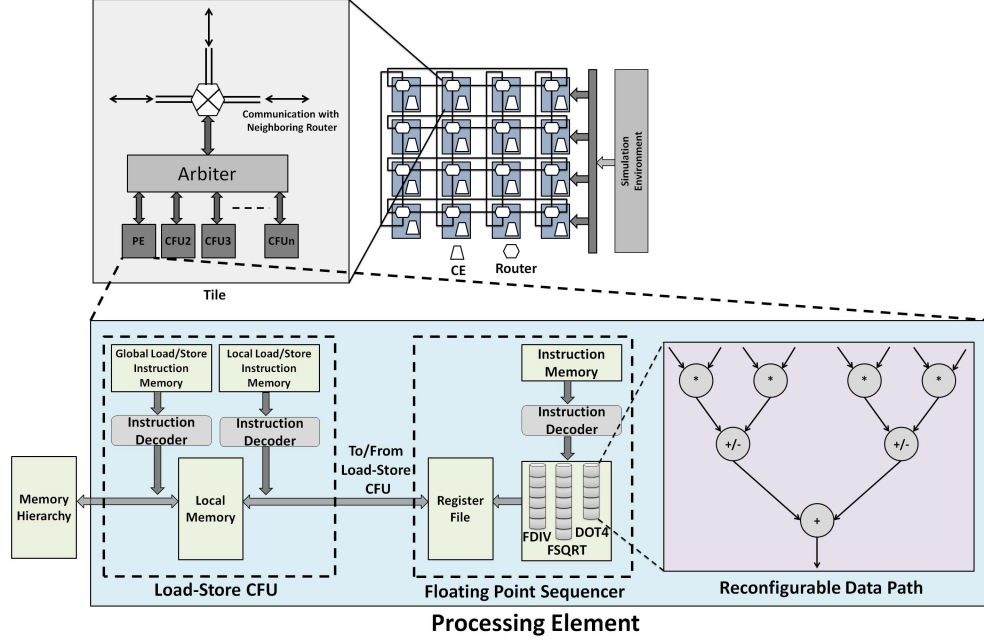 Communication with
Neighboring Router
Arbiter
PE
CFU2
CFU3
CFUn
Tile
CE
Router
Simulation
Environment
Global Load/Store
Instruction
Memory
Local Load/Store
Instruction
Memory
Instruction
Decoder
Instruction
Decoder
Memory
Hierarchy
Local
Memory
Load-Store CFU
To/From
Load-Store
CFU
Instruction
Memory
Instruction
Decoder
Register
File
FDIV
FSQRT
DOT4
Floating Point Sequencer
*
*
*
*
+/-
+/-
+
Reconfigurable Data Path
Processing Element